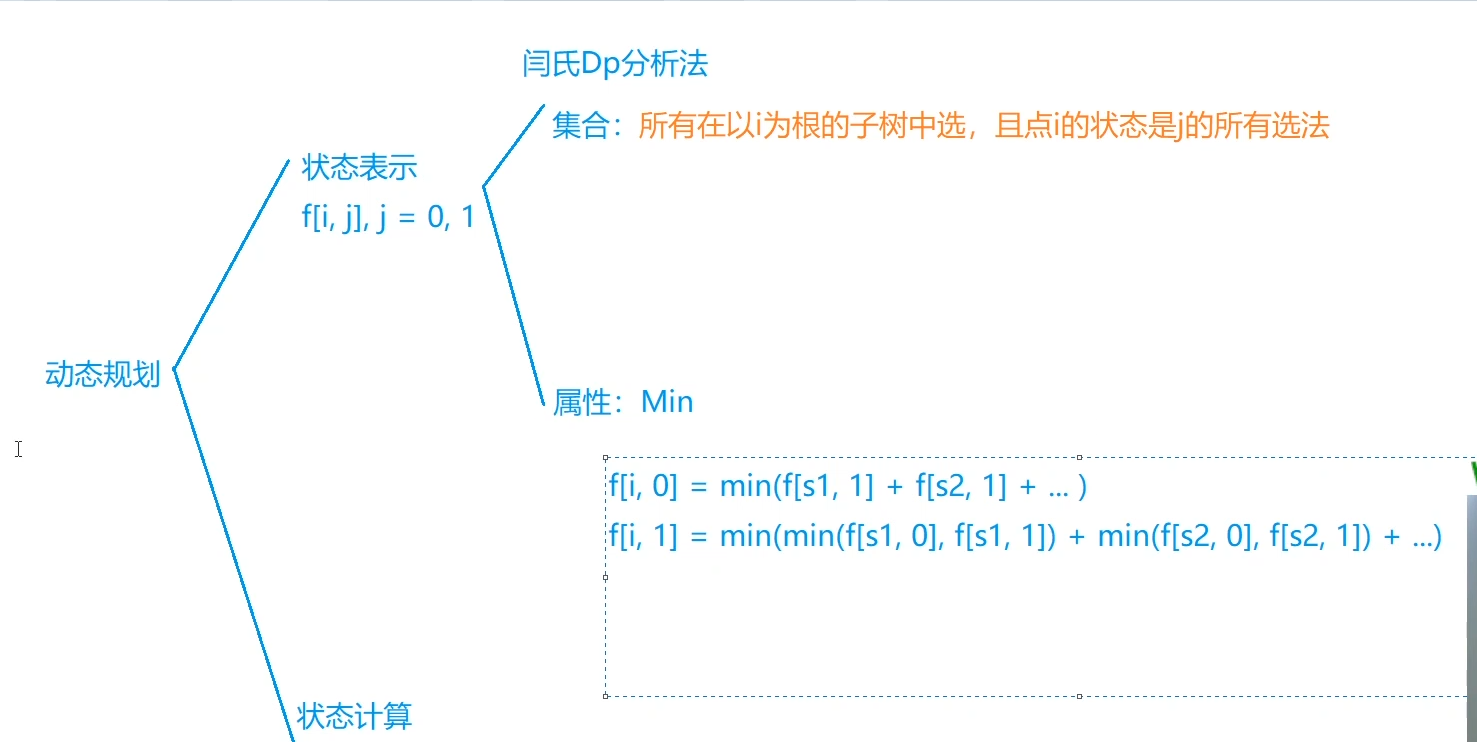 闫氏Dp分析法
集合：所有在以i为根的子树中选，且点i的状态是j的所有选法
状态表示
f[i, j], j = 0, 1
动态规划
属性：Min
f[i, 0] = min(f[s1, 1] + f[s2, 1] + ... )
f[i, 1] = min(min(f[s1, 0], f[s1, 1]) + min(f[s2, 0], f[s2, 1]) + ...)
状态计算